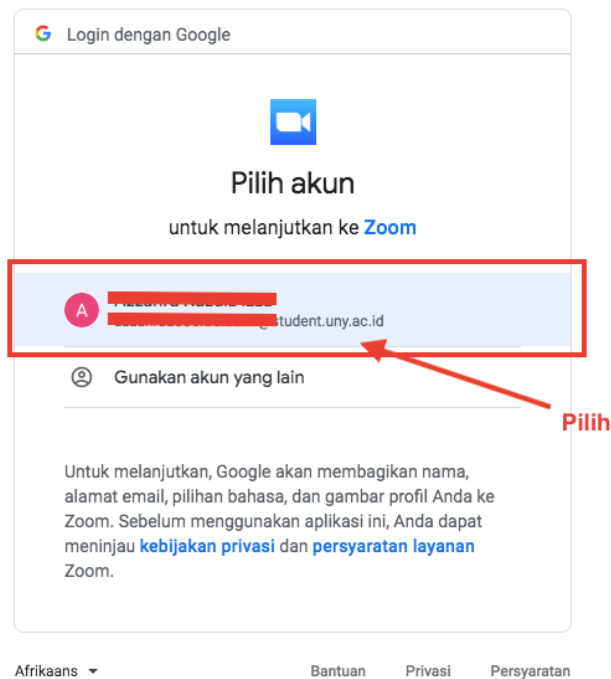 Login dengan Google
Pilih akun
untuk melanjutkan ke Zoom
A
student.uny.ac.id
Gunakan akun yang lain
Pilih
Untuk melanjutkan, Google akan membagikan nama,
alamat email, pilihan bahasa, dan gambar profil Anda ke
Zoom. Sebelum menggunakan aplikasi ini, Anda dapat
meninjau kebijakan privasi dan persyaratan layanan
Zoom.
Afrikaans Bantuan Privasi Persyaratan